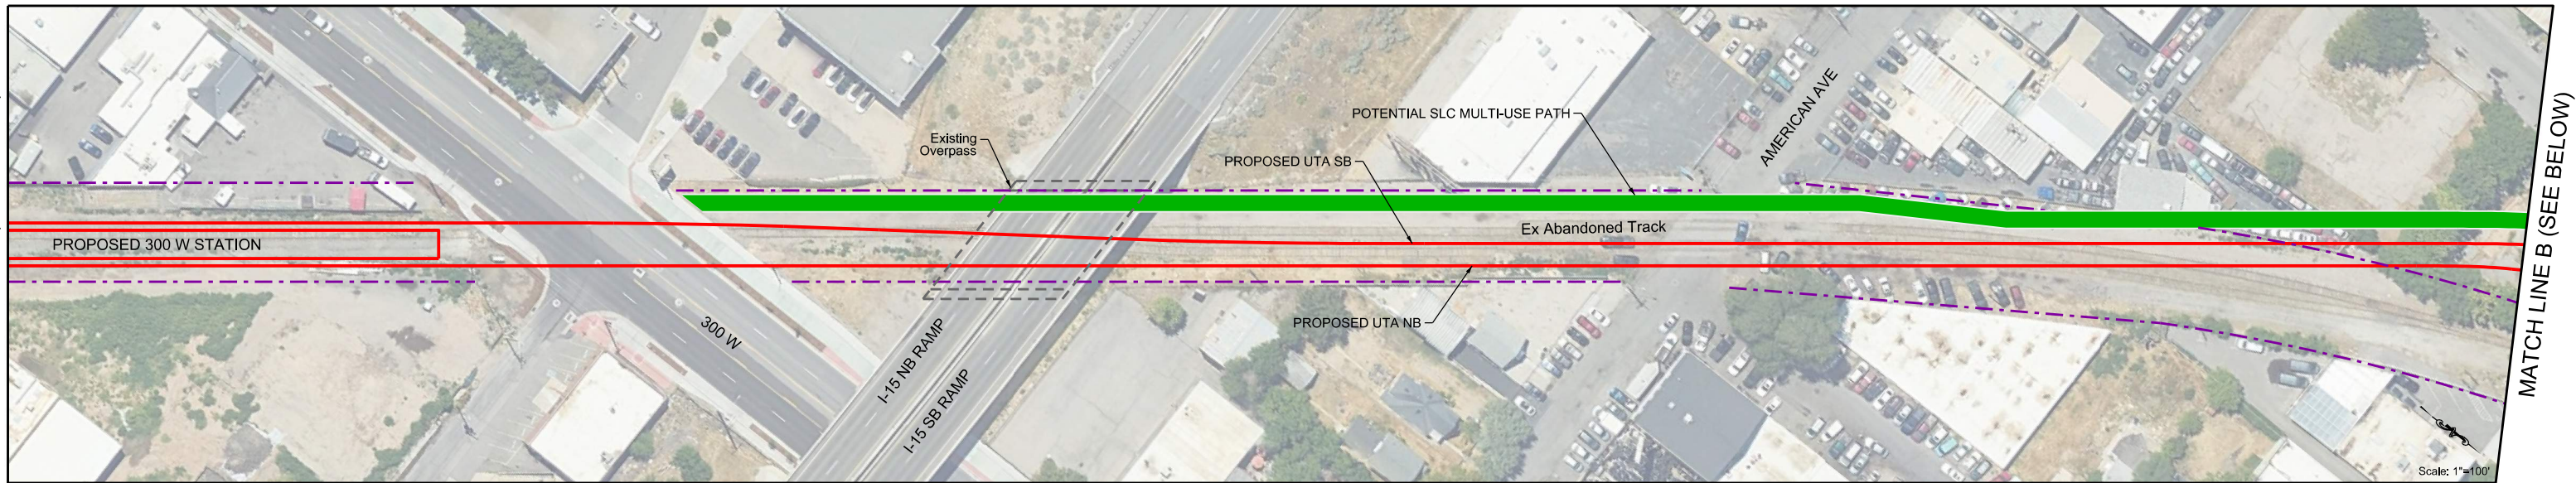 POTENTIAL SLC MULTI-USE PATH
AMERICAN AVE
Existing
Overpass
PROPOSED UTA SB
PROPOSED 300 W STATION
Ex Abandoned Track
300 W
I-15 NB RAMP
I-15 SB RAMP
PROPOSED UTA NB
MATCH LINE B (SEE BELOW)
Scale: 1"=100'